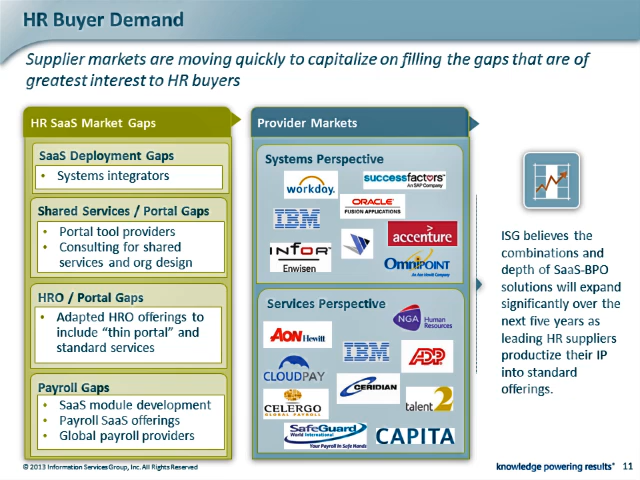 HR Buyer Demand
Supplier markets are moving quickly to capitalize on filling the gaps that are of
greatest interest to HR buyers
HR SaaS Market Gaps
SaaS Deployment Gaps
• Systems integrators
Shared Services / Portal Gaps
• Portal tool providers
• Consulting for shared
services and org design
HRO / Portal Gaps
• Adapted HRO offerings to
include “thin portal” and
standard services
Payroll Gaps
• SaaS module development
• Payroll SaaS offerings
• Global payroll providers
Provider Markets
Systems Perspective
workday.
successfactors™
An SAP Company
ORACLE
FUSION APPLICATIONS
IBM
accenture
INFOR
Enwisen
OmniPoint
An Aon Hewitt Company
Services Perspective
NGA Human
Resources
AON Hewitt
IBM
ADP
CLOUDPAY
CERIDIAN
CELERGO
GLOBAL PAYROLL
talent2
SafeGuard
World International
Your Payroll in Safe Hands
CAPITA
ISG believes the
combinations and
depth of SaaS-BPO
solutions will expand
significantly over the
next five years as
leading HR suppliers
productize their IP
into standard
offerings.
© 2013 Information Services Group, Inc. All Rights Reserved
knowledge powering results®
11